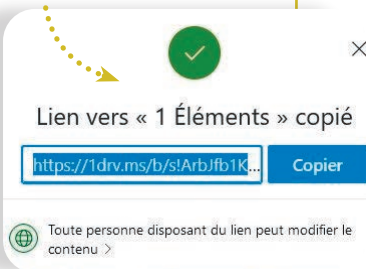 Lien vers « 1 Éléments » copié
https://1drv.ms/b/s!ArbJfb1K...
Copier
Toute personne disposant du lien peut modifier le
contenu >